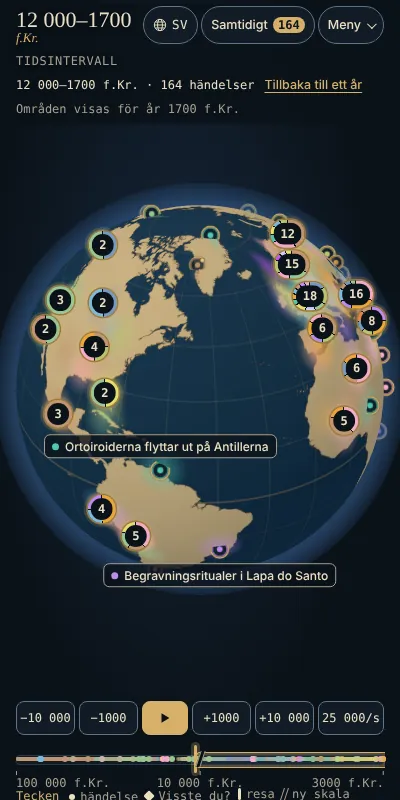 12 000–1700
f.Kr.
SV
Samtidigt 164
Meny
TIDSINTERVALL
12 000–1700 f.Kr. · 164 händelser Tillbaka till ett år
Områden visas för år 1700 f.Kr.
2
12
15
3
2
18
16
2
6
8
4
6
2
3
5
Ortoiroiderna flyttar ut på Antillerna
4
5
Begravningsritualer i Lapa do Santo
−10 000
−1000
+1000
+10 000
25 000/s
100 000 f.Kr. 10 000 f.Kr. 3000 f.Kr.
Tecken händelse Visste du? resa // ny skala